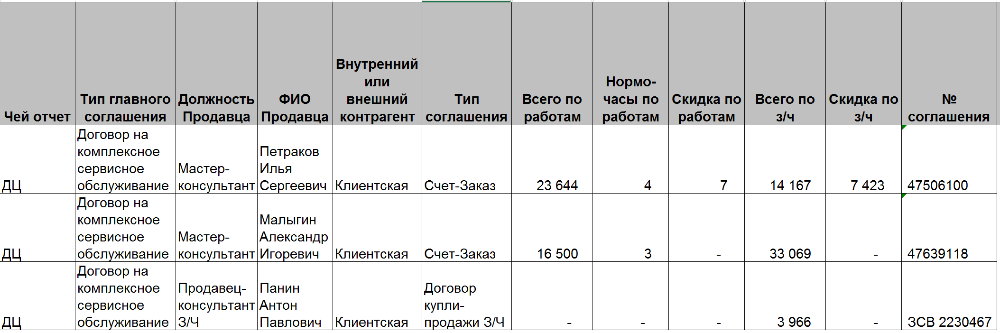 Чей отчет
Тип главного
соглашения
Должность
Продавца
ФИО
Продавца
Внутренний
или
внешний
контрагент
Тип
соглашения
Всего по
работам
Нормо-
часы по
работам
Скидка по
работам
Всего по
з/ч
Скидка по
з/ч
№
соглашения
ДЦ
Договор на
комплексное
сервисное
обслуживание
Мастер-
консультант
Петраков
Илья
Сергеевич
Клиентская
Счет-Заказ
23 644
4
7
14 167
7 423
47506100
ДЦ
Договор на
комплексное
сервисное
обслуживание
Мастер-
консультант
Малыгин
Александр
Игоревич
Клиентская
Счет-Заказ
16 500
3
-
33 069
-
47639118
ДЦ
Договор на
комплексное
сервисное
обслуживание
Продавец-
консультант
З/Ч
Панин
Антон
Павлович
Клиентская
Договор
купли-
продажи З/Ч
-
-
-
3 966
-
ЗСВ 2230467